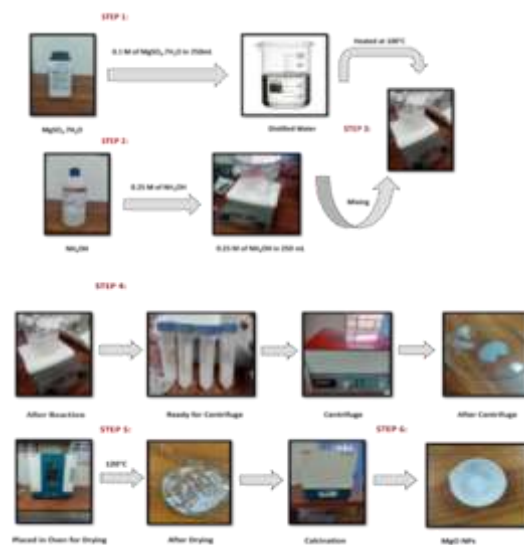 STEP 1:
0.1 M of MgSO₄.7H₂O in 250mL
Heated at 100°C
MgSO₄.7H₂O
Distilled Water
STEP 2:
STEP 3:
0.25 M of NH₄OH
Mixing
NH₄OH
0.25 M of NH₄OH in 250 mL
STEP 4:
After Reaction
Ready for Centrifuge
Centrifuge
After Centrifuge
STEP 5:
STEP 6:
120°C
Placed in Oven for Drying
After Drying
Calcination
MgO NPs